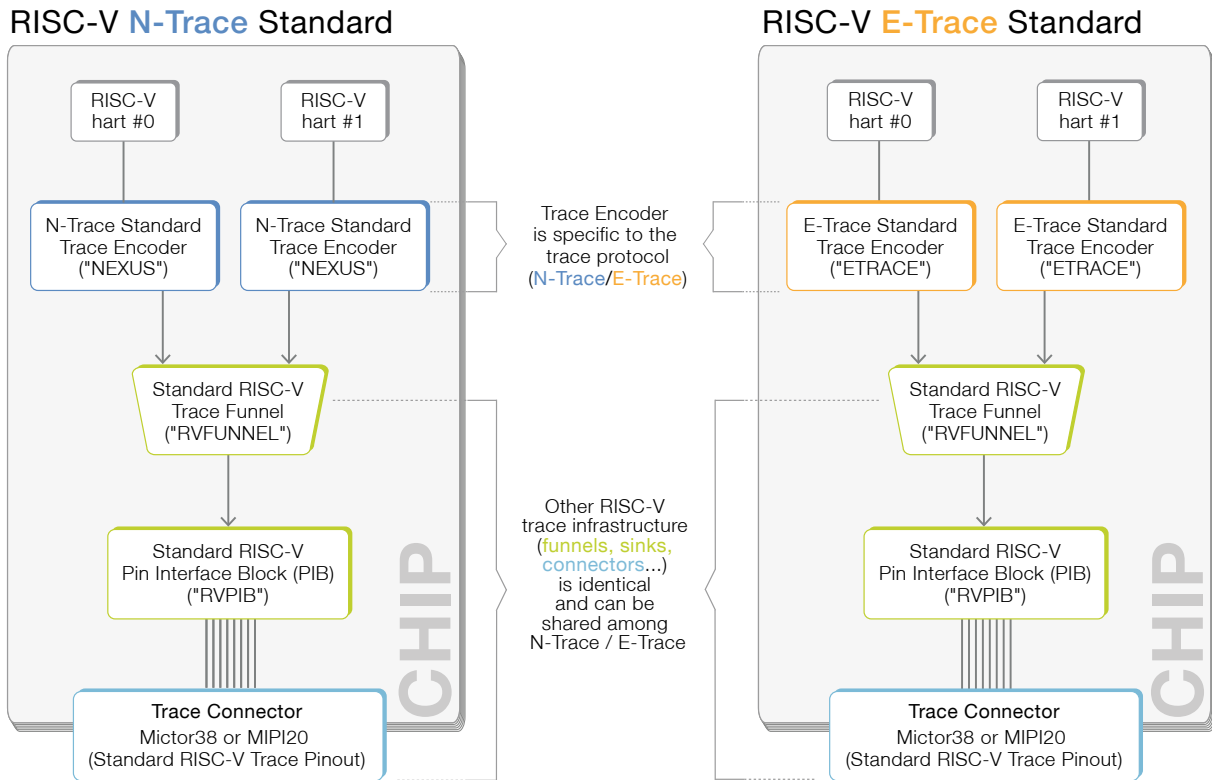 RISC-V N-Trace Standard
RISC-V
hart #0
RISC-V
hart #1
N-Trace Standard
Trace Encoder
("NEXUS")
N-Trace Standard
Trace Encoder
("NEXUS")
Standard RISC-V
Trace Funnel
("RVFUNNEL")
Standard RISC-V
Pin Interface Block (PIB)
("RVPIB")
CHIP
Trace Connector
Mictor38 or MIPI20
(Standard RISC-V Trace Pinout)
Trace Encoder
is specific to the
trace protocol
(N-Trace/E-Trace)
Other RISC-V
trace infrastructure
(funnels, sinks,
connectors...)
is identical
and can be
shared among
N-Trace / E-Trace
RISC-V E-Trace Standard
RISC-V
hart #0
RISC-V
hart #1
E-Trace Standard
Trace Encoder
("ETRACE")
E-Trace Standard
Trace Encoder
("ETRACE")
Standard RISC-V
Trace Funnel
("RVFUNNEL")
Standard RISC-V
Pin Interface Block (PIB)
("RVPIB")
CHIP
Trace Connector
Mictor38 or MIPI20
(Standard RISC-V Trace Pinout)